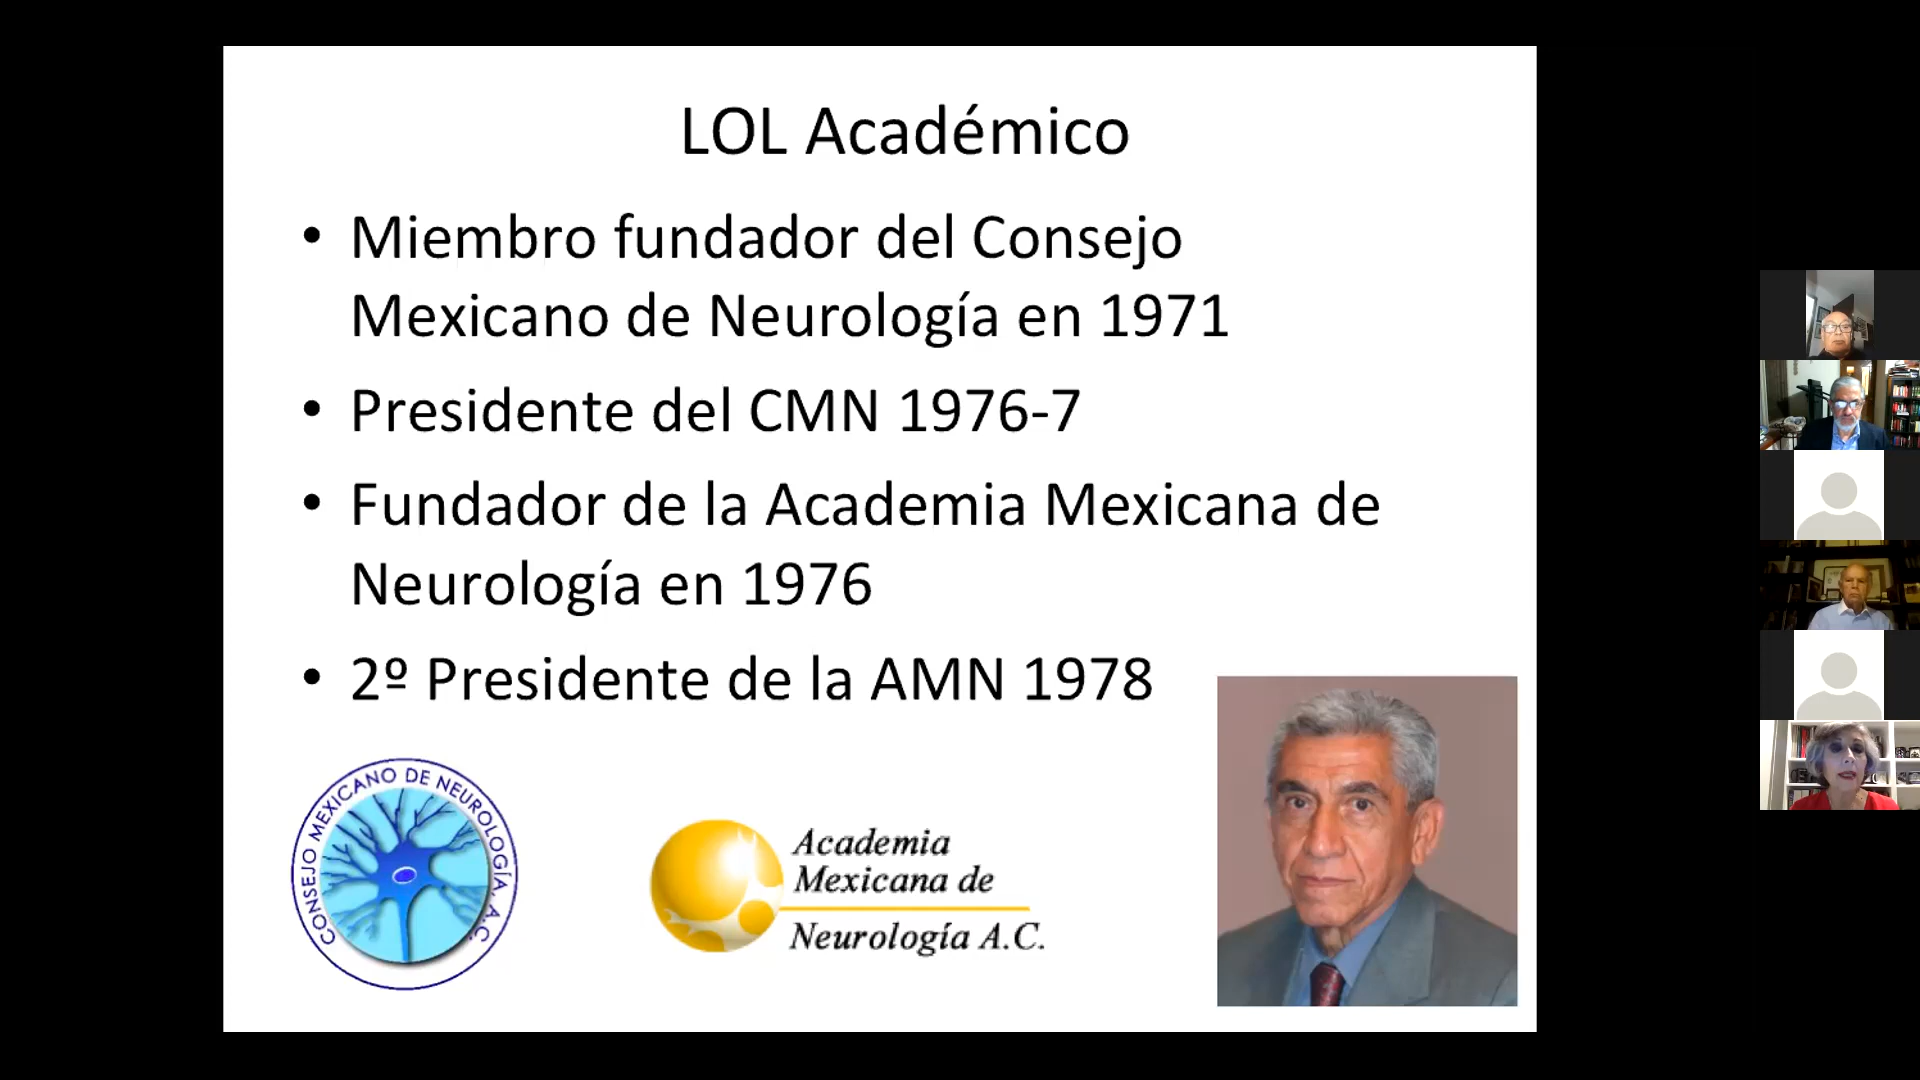 LOL Académico
• Miembro fundador del Consejo
Mexicano de Neurología en 1971
• Presidente del CMN 1976-7
• Fundador de la Academia Mexicana de
Neurología en 1976
• 2º Presidente de la AMN 1978
CONSEJO MEXICANO DE NEUROLOGÍA, A.C.
Academia
Mexicana de
Neurología A.C.